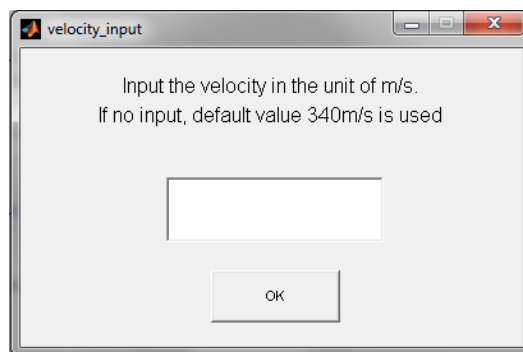 velocity_input
Input the velocity in the unit of m/s.
If no input, default value 340m/s is used
OK